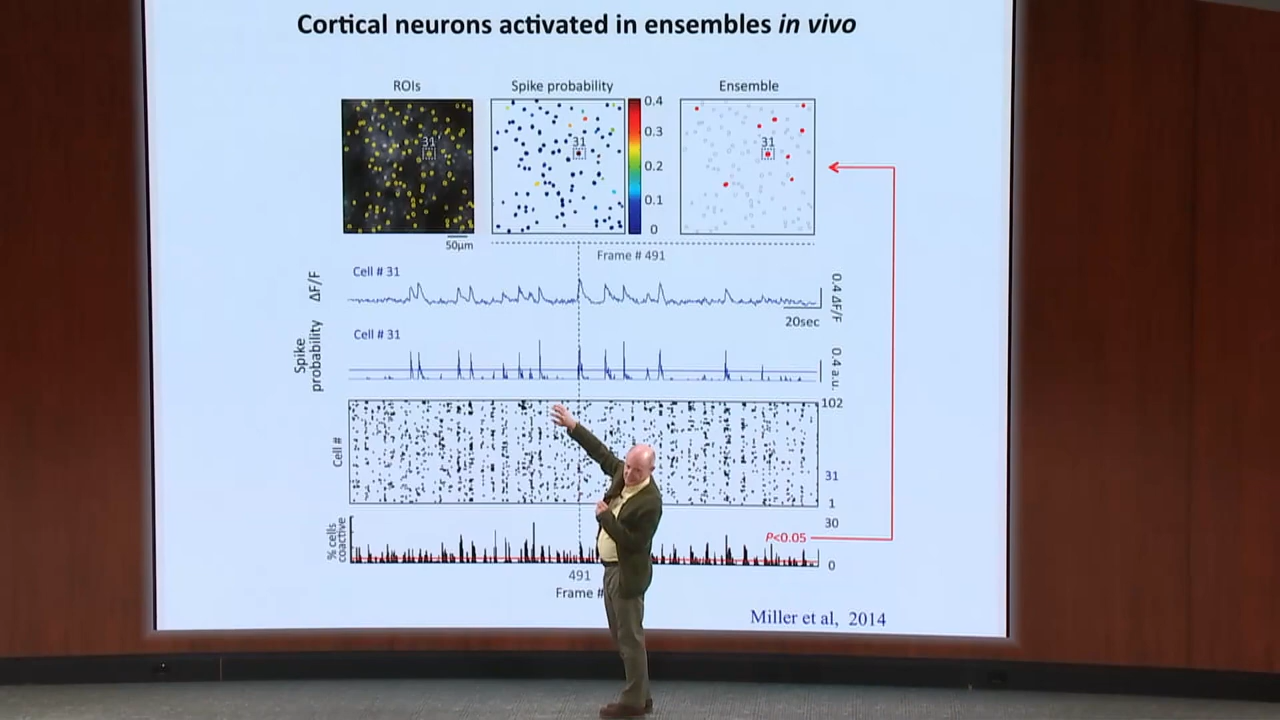 Cortical neurons activated in ensembles in vivo
ROIs
Spike probability
Ensemble
31
31
31
0.4
0.3
0.2
0.1
0
50µm
Frame # 491
Cell # 31
ΔF/F
0.4 ΔF/F
20sec
Cell # 31
Spike
probability
0.4 a.u.
102
Cell #
31
1
30
% cells
coactive
P<0.05
0
491
Frame #
Miller et al, 2014